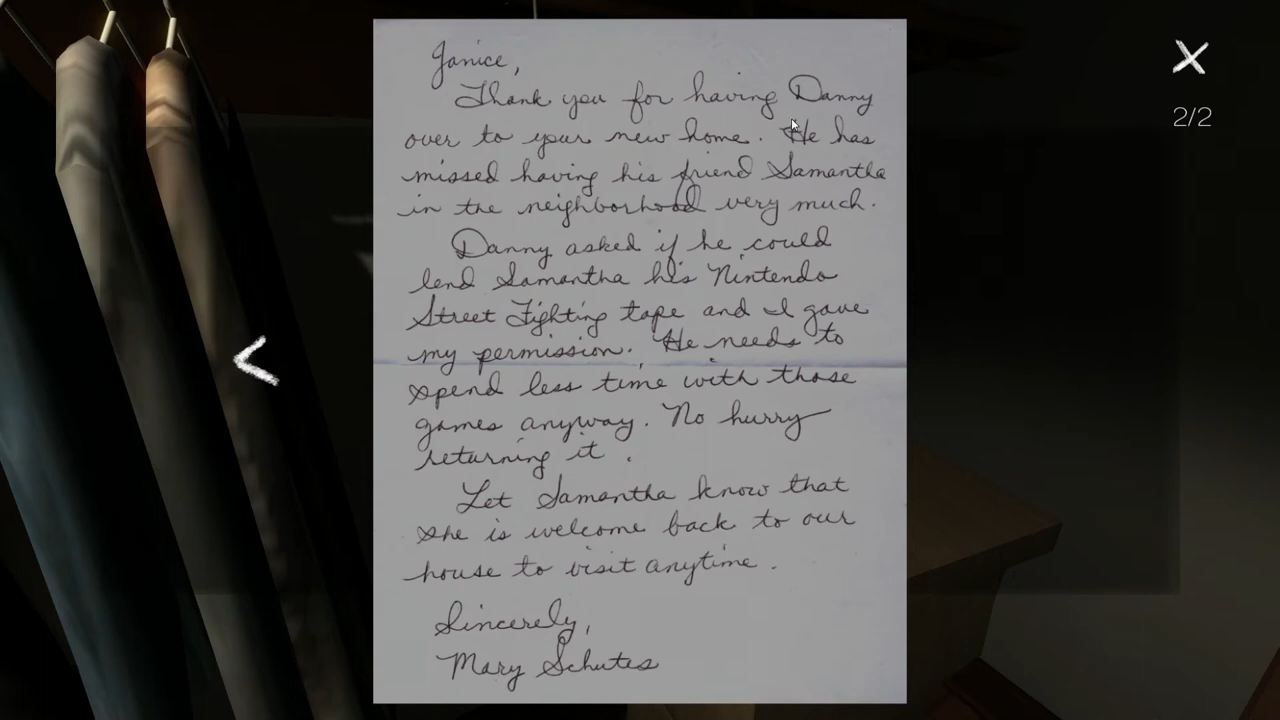 Janice,
Thank you for having Danny
over to your new home. He has
missed having his friend Samantha
in the neighborhood very much.
Danny asked if he could
lend Samantha his Nintendo
Street Fighting tape and I gave
my permission. He needs to
spend less time with those
games anyway. No hurry
returning it.
Let Samantha know that
she is welcome back to our
house to visit anytime.
Sincerely,
Mary Schutes
2/2